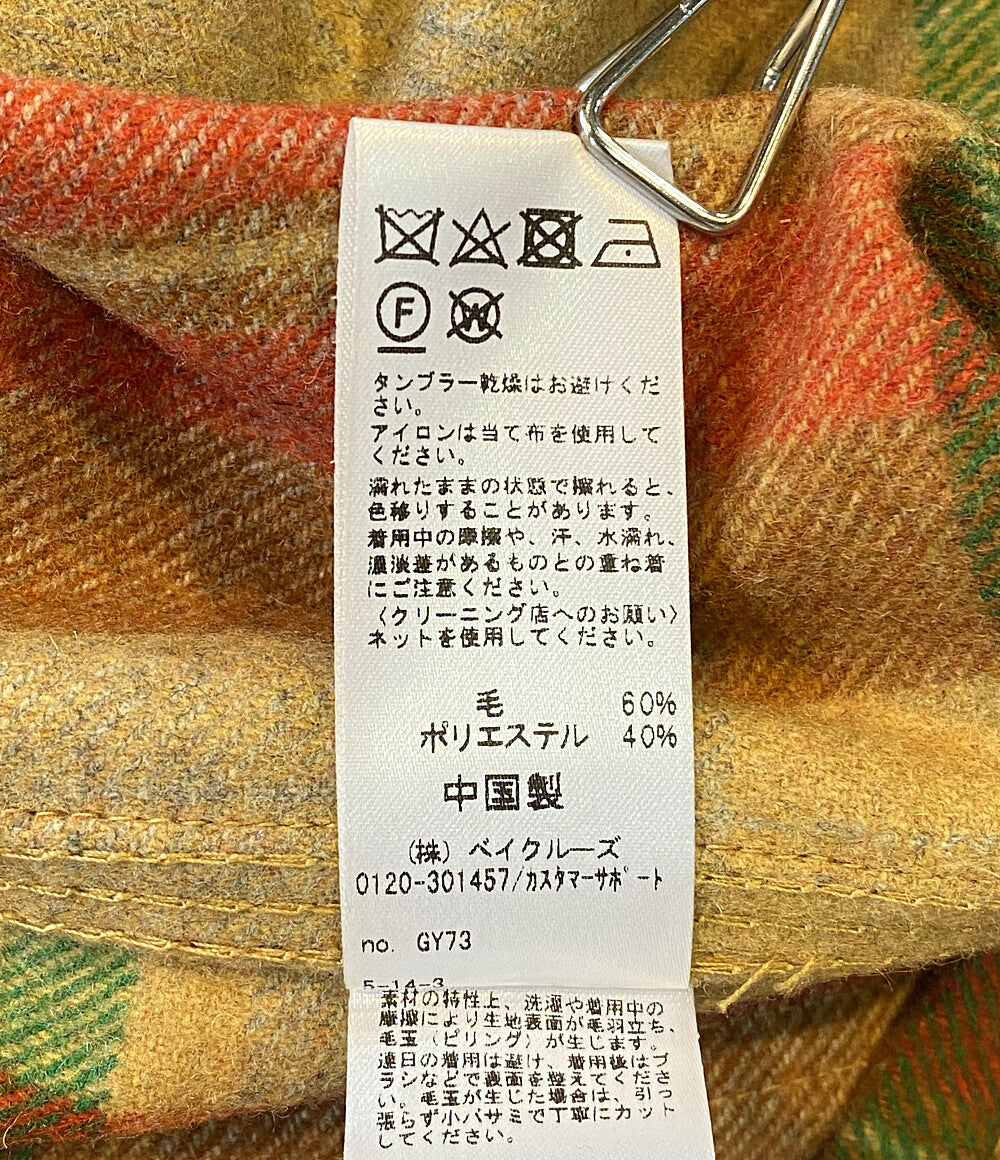 F
W
タンブラー乾燥はお避けくだ
さい。
アイロンは当て布を使用して
ください。
濡れたままの状態で擦れると、
色移りすることがあります。
着用中の摩擦や、汗、水濡れ、
濃淡差があるものとの重ね着
にご注意ください。
〈クリーニング店へのお願い〉
ネットを使用してください。
毛 60%
ポリエステル 40%
中国製
(株) ベイクルーズ
0120-301457/カスタマーサポート
no. GY73
5-14-3
素材の特性上、洗濯や着用中の
摩擦により生地表面が毛羽立ち、
毛玉(ピリング)が生じます。
連日の着用は避け、着用後はブ
ラシなどで表面を整えてくださ
い。毛玉が生じた場合は、引っ
張らず小バサミで丁寧にカット
してください。